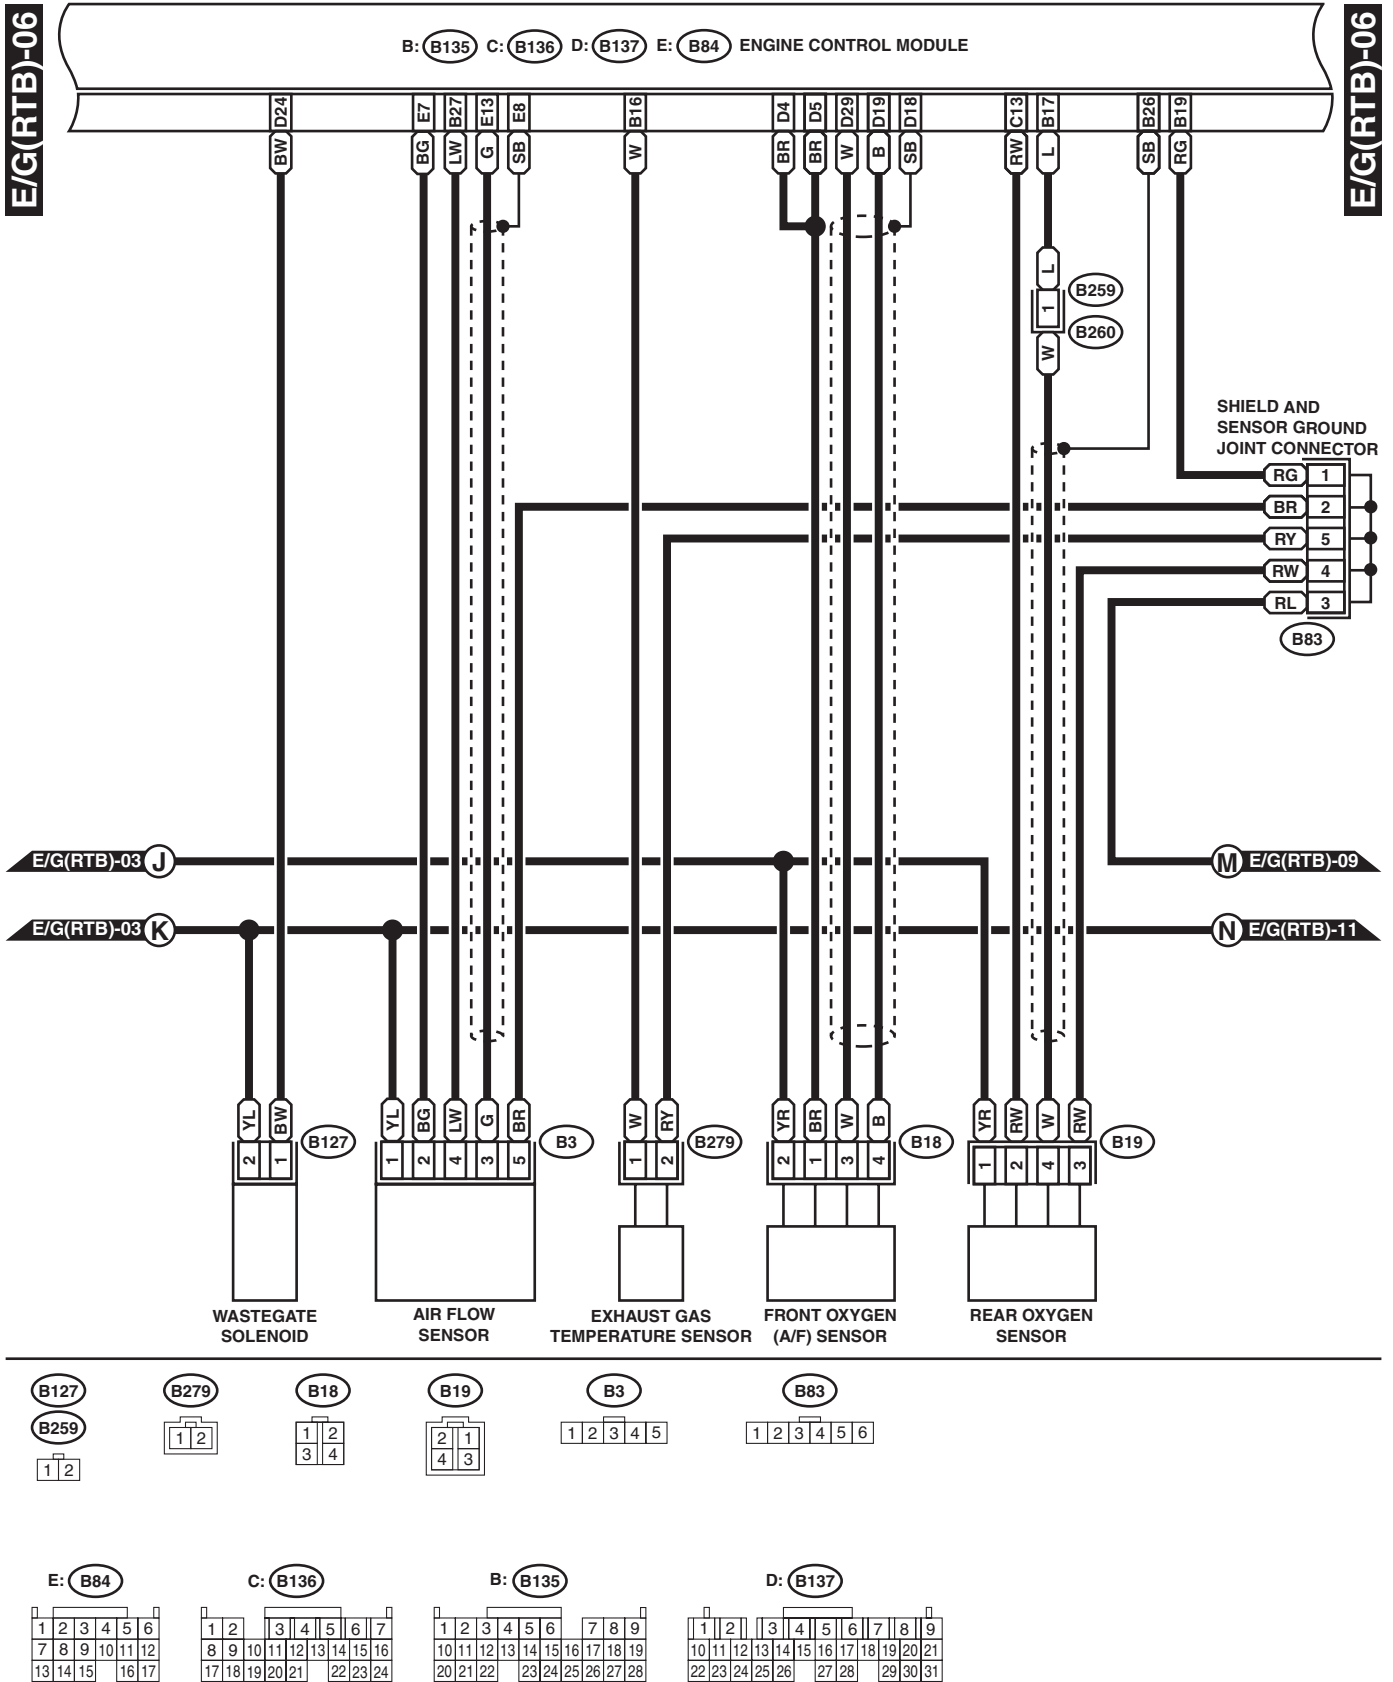 E/G(RTB)-06
E/G(RTB)-06
B: B135 C: B136 D: B137 E: B84 ENGINE CONTROL MODULE
D24 E7 B27 E13 E8 B16 D4 D5 D29 D19 D18 C13 B17 B26 B19
BW BG LW G SB W BR BR W B SB RW L SB RG
L
B259
1
B260
W
SHIELD AND
SENSOR GROUND
JOINT CONNECTOR
RG 1
BR 2
RY 5
RW 4
RL 3
B83
E/G(RTB)-03 J M E/G(RTB)-09
E/G(RTB)-03 K N E/G(RTB)-11
YL BW YL BG LW G BR W RY YR BR W B YR RW W RW
B127 B3 B279 B18 B19
2 1 1 2 4 3 5 1 2 2 1 3 4 1 2 4 3
WASTEGATE
SOLENOID
AIR FLOW
SENSOR
EXHAUST GAS
TEMPERATURE SENSOR
FRONT OXYGEN
(A/F) SENSOR
REAR OXYGEN
SENSOR
B127
B259
1 2
B279
1 2
B18
1 2
3 4
B19
2 1
4 3
B3
1 2 3 4 5
B83
1 2 3 4 5 6
E: B84
1 2 3 4 5 6
7 8 9 10 11 12
13 14 15 16 17
C: B136
1 2 3 4 5 6 7
8 9 10 11 12 13 14 15 16
17 18 19 20 21 22 23 24
B: B135
1 2 3 4 5 6 7 8 9
10 11 12 13 14 15 16 17 18 19
20 21 22 23 24 25 26 27 28
D: B137
1 2 3 4 5 6 7 8 9
10 11 12 13 14 15 16 17 18 19 20 21
22 23 24 25 26 27 28 29 30 31